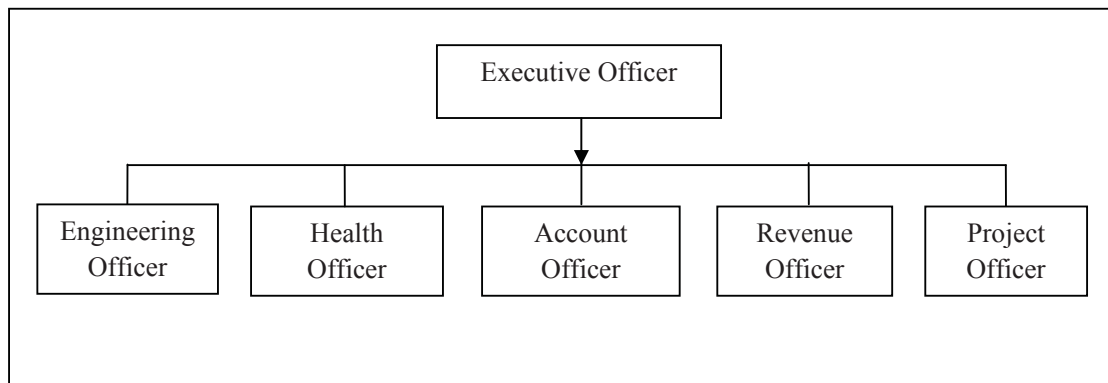 Executive Officer
Engineering
Officer
Health
Officer
Account
Officer
Revenue
Officer
Project
Officer